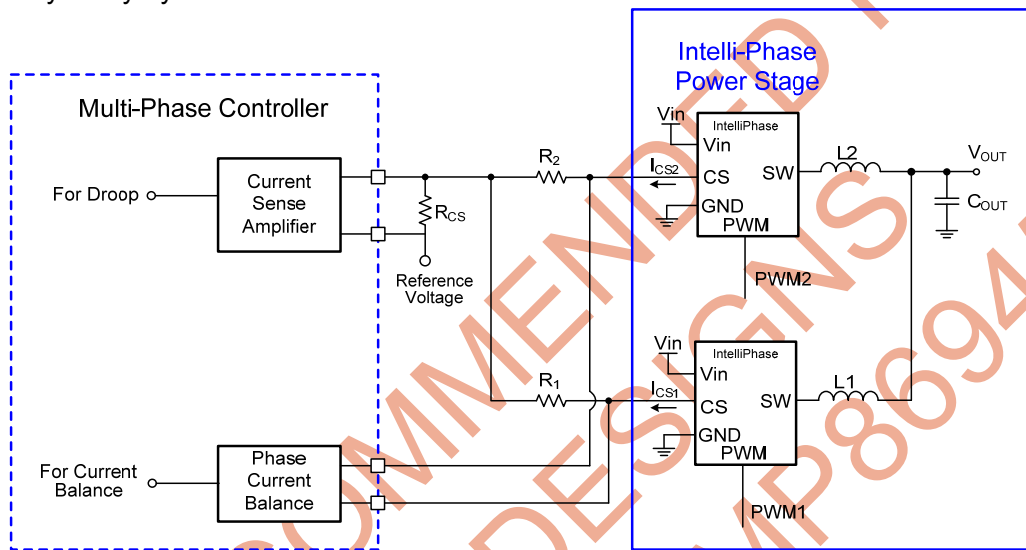 Intelli-Phase
Power Stage
Multi-Phase Controller
For Droop
Current
Sense
Amplifier
RCS
Reference
Voltage
R2
ICS2
Vin
IntelliPhase
Vin
CS
SW
GND
PWM
L2
VOUT
COUT
PWM2
R1
ICS1
Vin
IntelliPhase
Vin
CS
SW
GND
PWM
L1
PWM1
For Current
Balance
Phase
Current
Balance